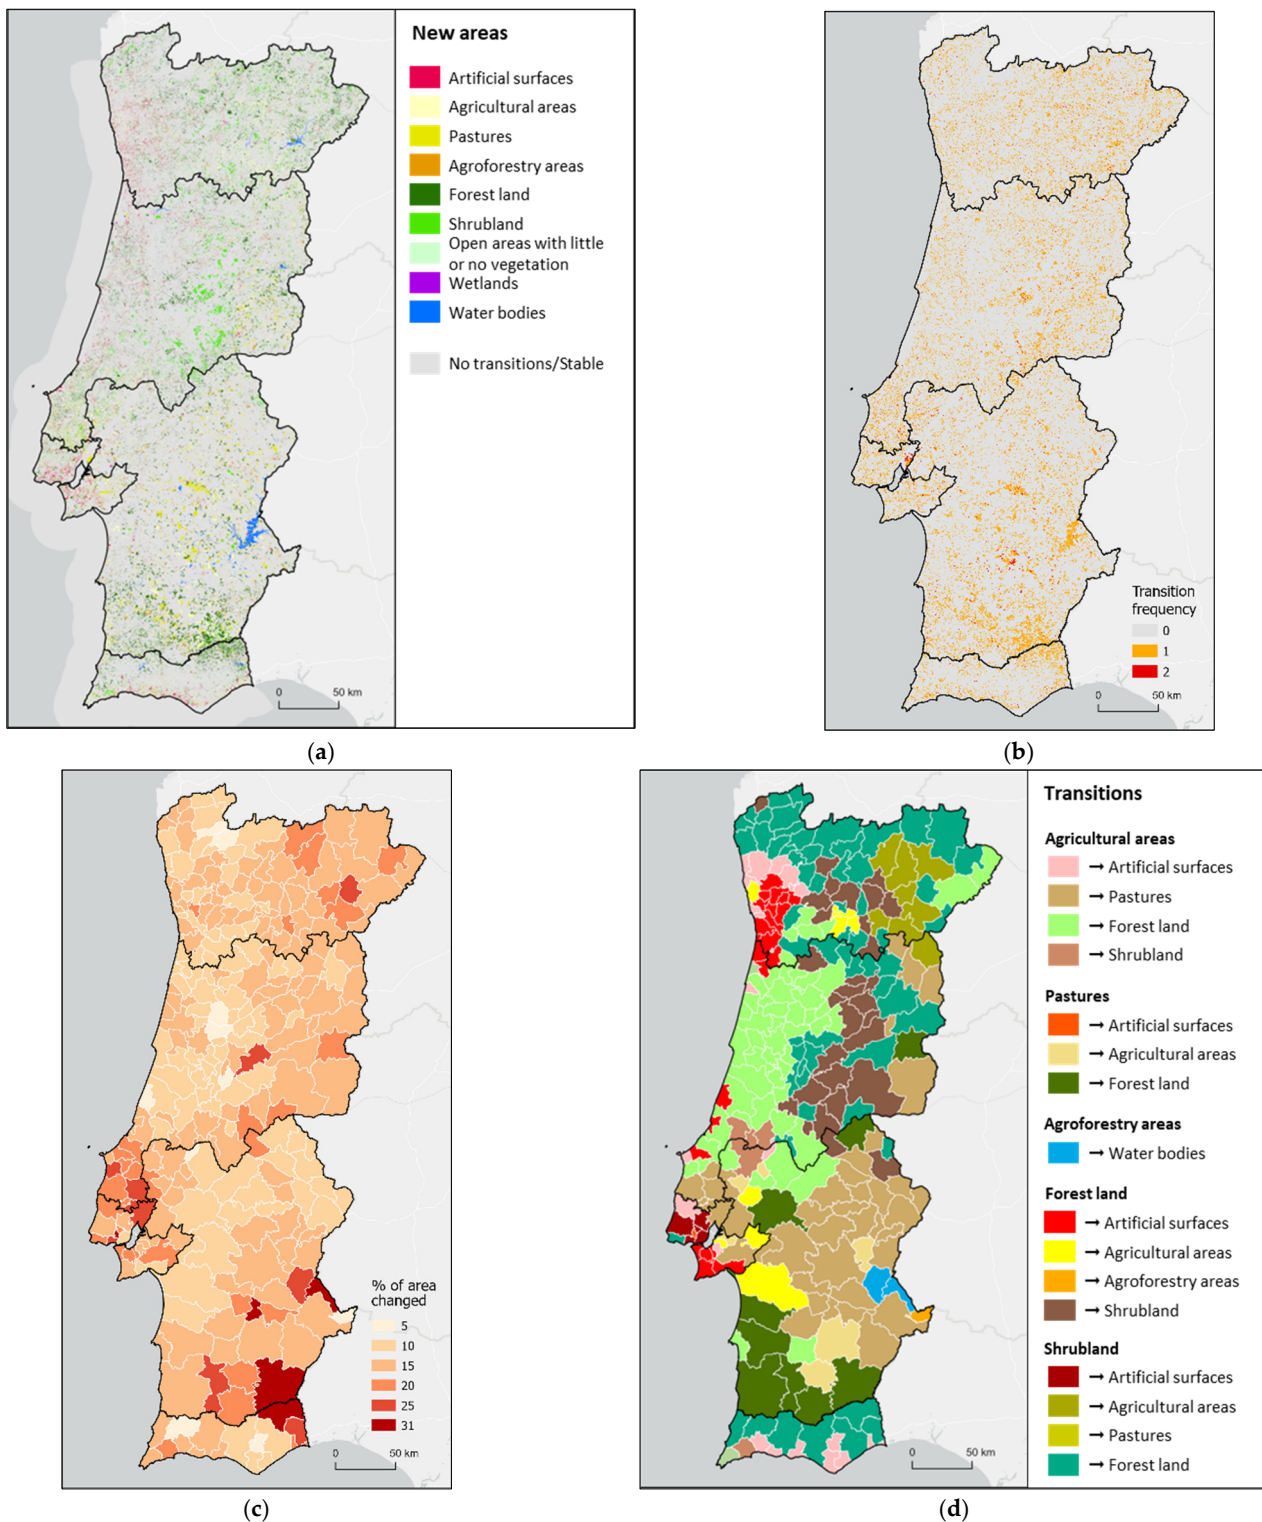 New areas
Artificial surfaces
Agricultural areas
Pastures
Agroforestry areas
Forest land
Shrubland
Open areas with little
or no vegetation
Wetlands
Water bodies
No transitions/Stable
0 50 km
(a)
Transition
frequency
0
1
2
0 50 km
(b)
% of area
changed
5
10
15
20
25
31
0 50 km
(c)
Transitions
Agricultural areas
→ Artificial surfaces
→ Pastures
→ Forest land
→ Shrubland
Pastures
→ Artificial surfaces
→ Agricultural areas
→ Forest land
Agroforestry areas
→ Water bodies
Forest land
→ Artificial surfaces
→ Agricultural areas
→ Agroforestry areas
→ Shrubland
Shrubland
→ Artificial surfaces
→ Agricultural areas
→ Pastures
→ Forest land
0 50 km
(d)